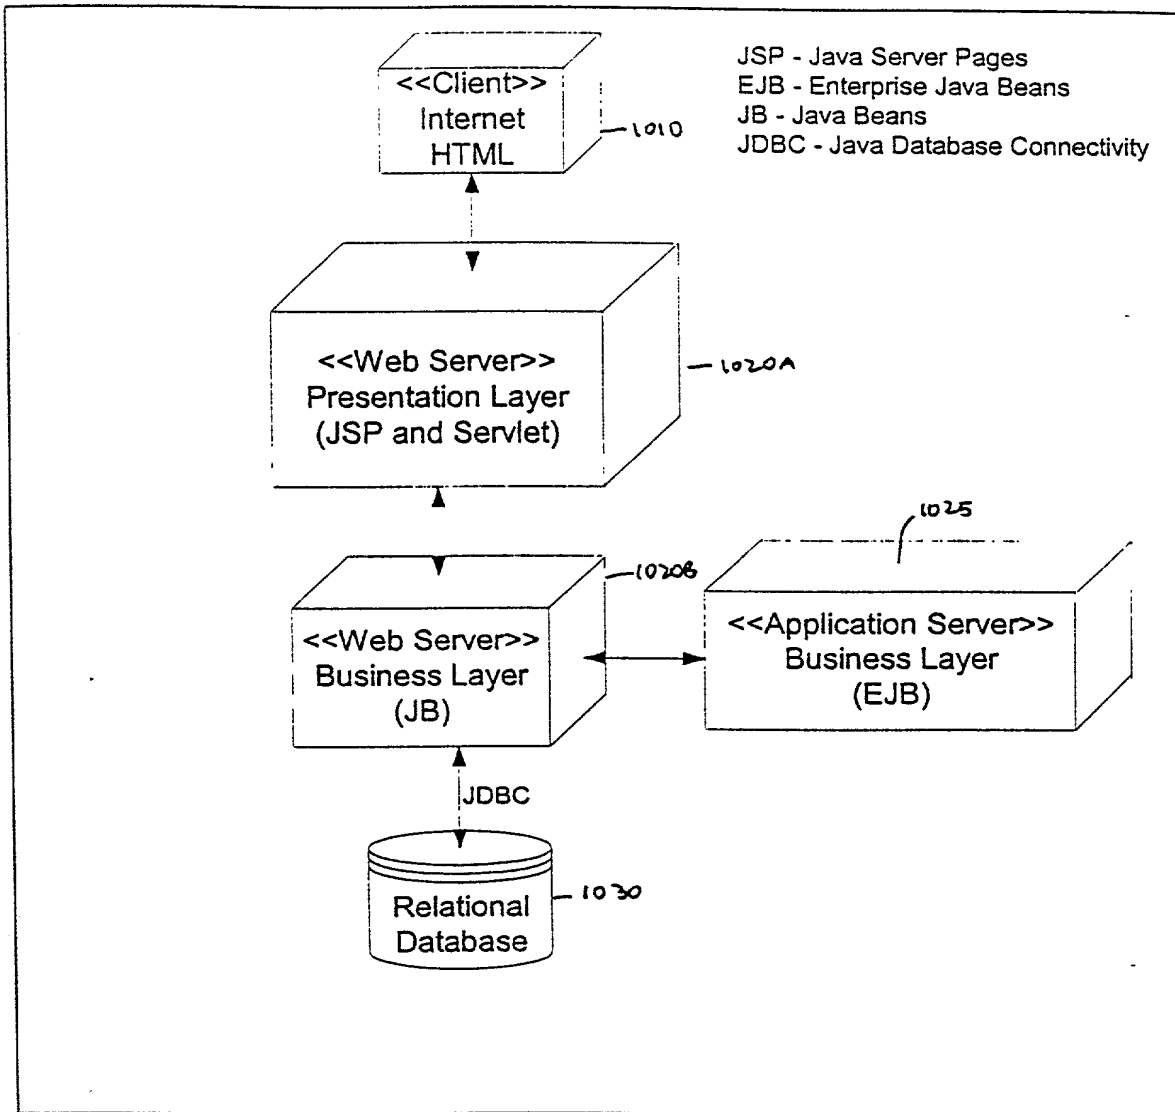 <<Client>>
Internet
HTML
1010
JSP - Java Server Pages
EJB - Enterprise Java Beans
JB - Java Beans
JDBC - Java Database Connectivity
<<Web Server>>
Presentation Layer
(JSP and Servlet)
1020A
<<Web Server>>
Business Layer
(JB)
1020B
1025
<<Application Server>>
Business Layer
(EJB)
JDBC
Relational
Database
1030